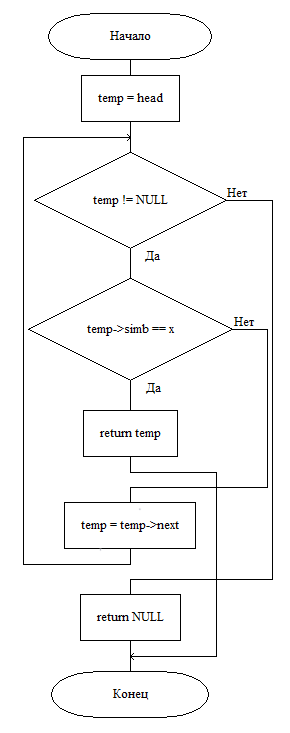 Начало
temp = head
temp != NULL
Нет
Да
temp->simb == x
Нет
Да
return temp
temp = temp->next
return NULL
Конец